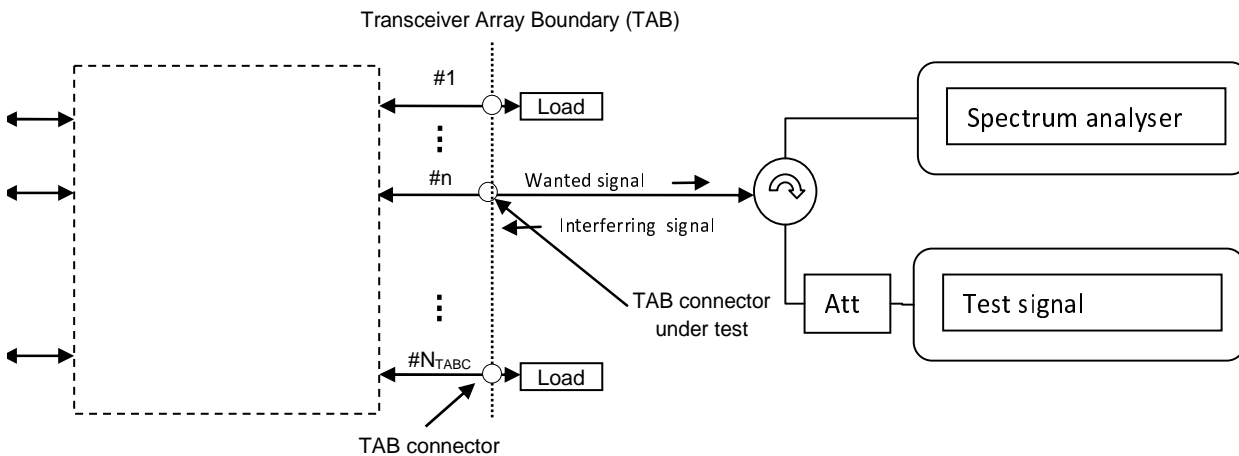 Transceiver Array Boundary (TAB)
#1
Load
Spectrum analyser
#n
Wanted signal
Interferring signal
TAB connector
under test
Att
Test signal
#NTABC
Load
TAB connector